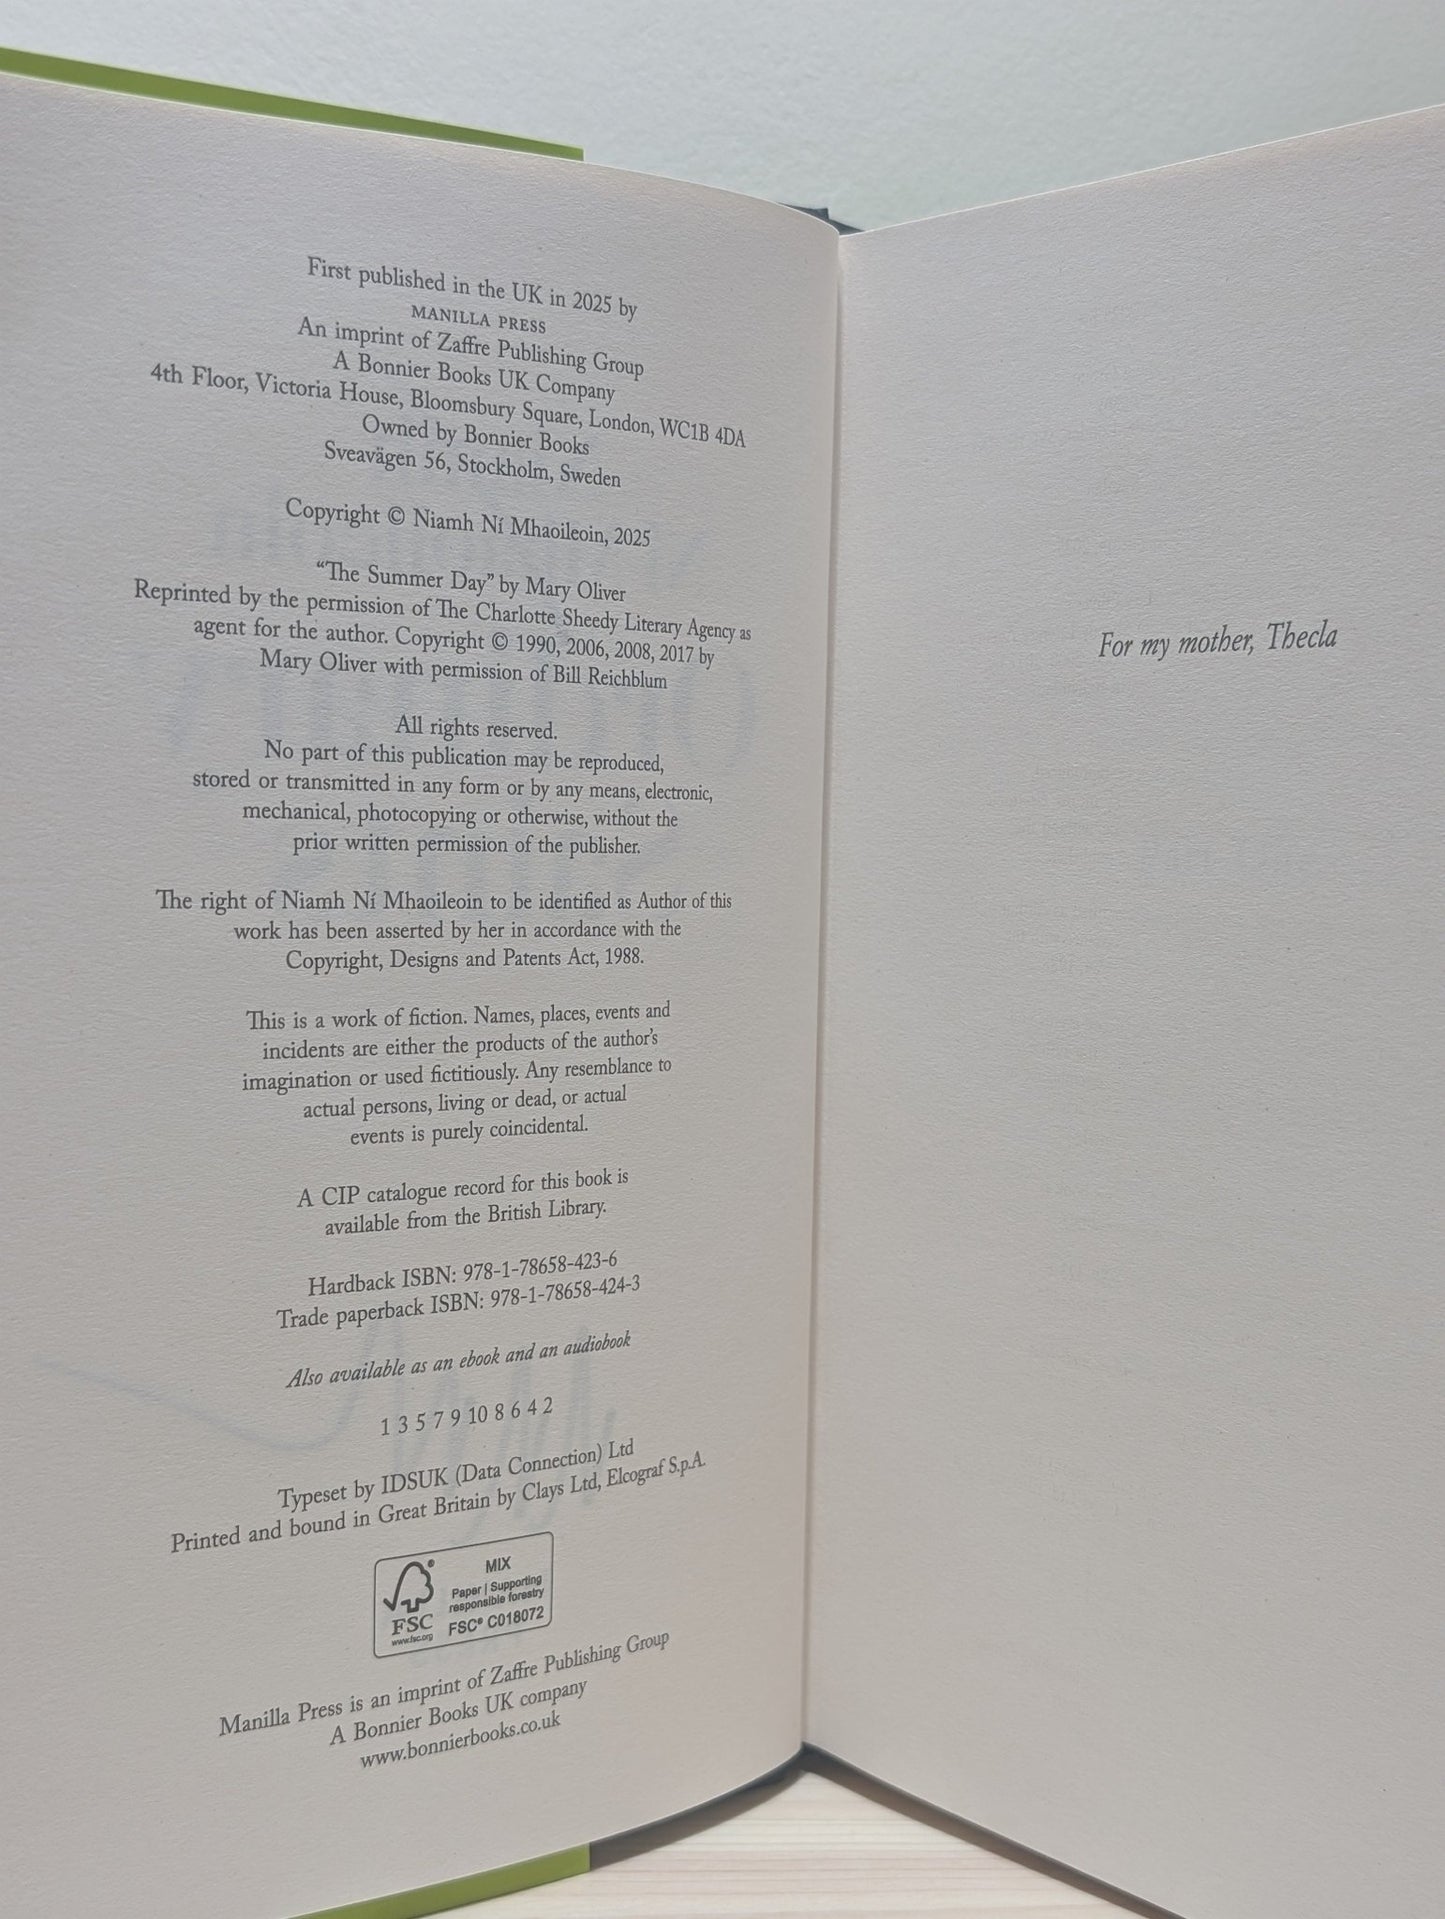 First published in the UK in 2025 by
MANILLA PRESS
An imprint of Zaffre Publishing Group
A Bonnier Books UK Company
4th Floor, Victoria House, Bloomsbury Square, London, WC1B 4DA
Owned by Bonnier Books
Sveavägen 56, Stockholm, Sweden
Copyright © Niamh Ní Mhaoileoin, 2025
“The Summer Day” by Mary Oliver
Reprinted by the permission of The Charlotte Sheedy Literary Agency as
agent for the author. Copyright © 1990, 2006, 2008, 2017 by
Mary Oliver with permission of Bill Reichblum
All rights reserved.
No part of this publication may be reproduced,
stored or transmitted in any form or by any means, electronic,
mechanical, photocopying or otherwise, without the
prior written permission of the publisher.
The right of Niamh Ní Mhaoileoin to be identified as Author of this
work has been asserted by her in accordance with the
Copyright, Designs and Patents Act, 1988.
This is a work of fiction. Names, places, events and
incidents are either the products of the author’s
imagination or used fictitiously. Any resemblance to
actual persons, living or dead, or actual
events is purely coincidental.
A CIP catalogue record for this book is
available from the British Library.
Hardback ISBN: 978-1-78658-423-6
Trade paperback ISBN: 978-1-78658-424-3
Also available as an ebook and an audiobook
1 3 5 7 9 10 8 6 4 2
Typeset by IDSUK (Data Connection) Ltd
Printed and bound in Great Britain by Clays Ltd, Elcograf S.p.A.
FSC
www.fsc.org
MIX
Paper | Supporting
responsible forestry
FSC® C018072
Manilla Press is an imprint of Zaffre Publishing Group
A Bonnier Books UK company
www.bonnierbooks.co.uk
For my mother, Thecla